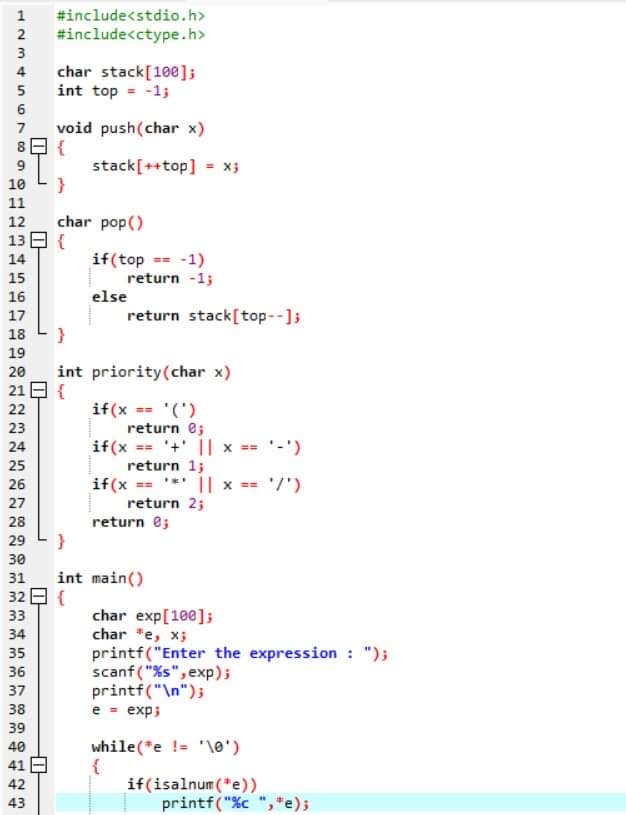 1 #include<stdio.h>
2 #include<ctype.h>
3
4 char stack[100];
5 int top = -1;
6
7 void push(char x)
8 {
9 stack[++top] = x;
10 }
11
12 char pop()
13 {
14 if(top == -1)
15 return -1;
16 else
17 return stack[top--];
18 }
19
20 int priority(char x)
21 {
22 if(x == '(')
23 return 0;
24 if(x == '+' || x == '-')
25 return 1;
26 if(x == '*' || x == '/')
27 return 2;
28 return 0;
29 }
30
31 int main()
32 {
33 char exp[100];
34 char *e, x;
35 printf("Enter the expression : ");
36 scanf("%s",exp);
37 printf("\n");
38 e = exp;
39
40 while(*e != '\0')
41 {
42 if(isalnum(*e))
43 printf("%c ",*e);